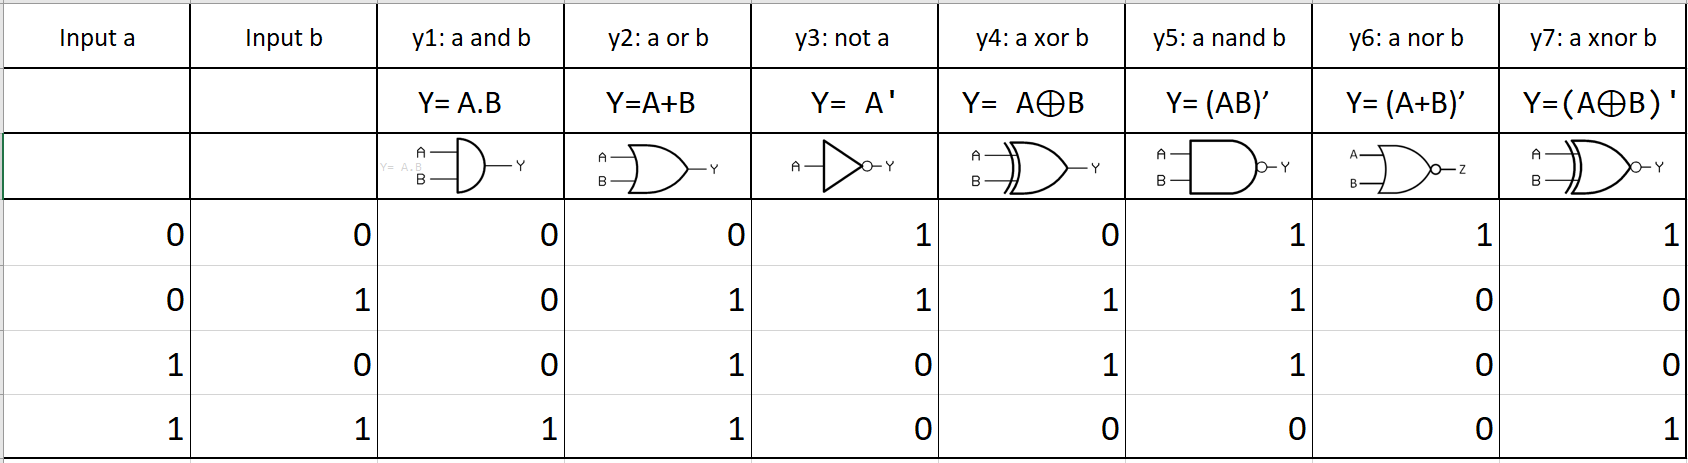 Input a Input b y1: a and b y2: a or b y3: not a y4: a xor b y5: a nand b y6: a nor b y7: a xnor b
Y= A.B Y=A+B Y= A' Y= A⊕B Y= (AB)’ Y= (A+B)’ Y=(A⊕B)'
Y= A.B A B Y A B Y A Y A B Y A B Y A B Z A B Y
0 0 0 0 1 0 1 1 1
0 1 0 1 1 1 1 0 0
1 0 0 1 0 1 1 0 0
1 1 1 1 0 0 0 0 1